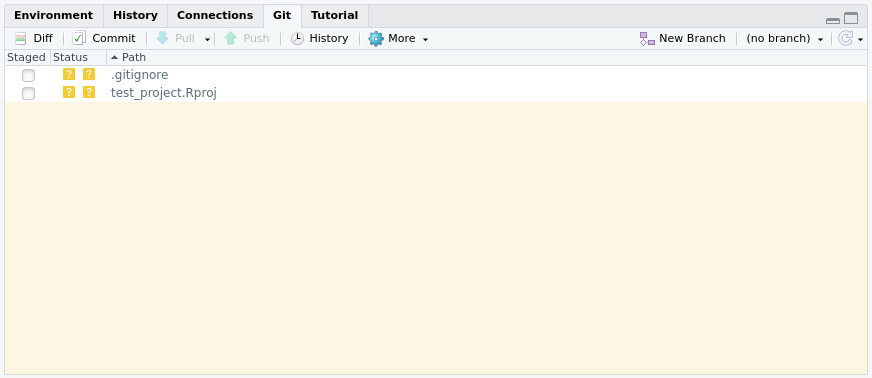 Environment History Connections Git Tutorial
Diff Commit Pull Push History More New Branch (no branch)
Staged Status Path
? ? .gitignore
? ? test_project.Rproj